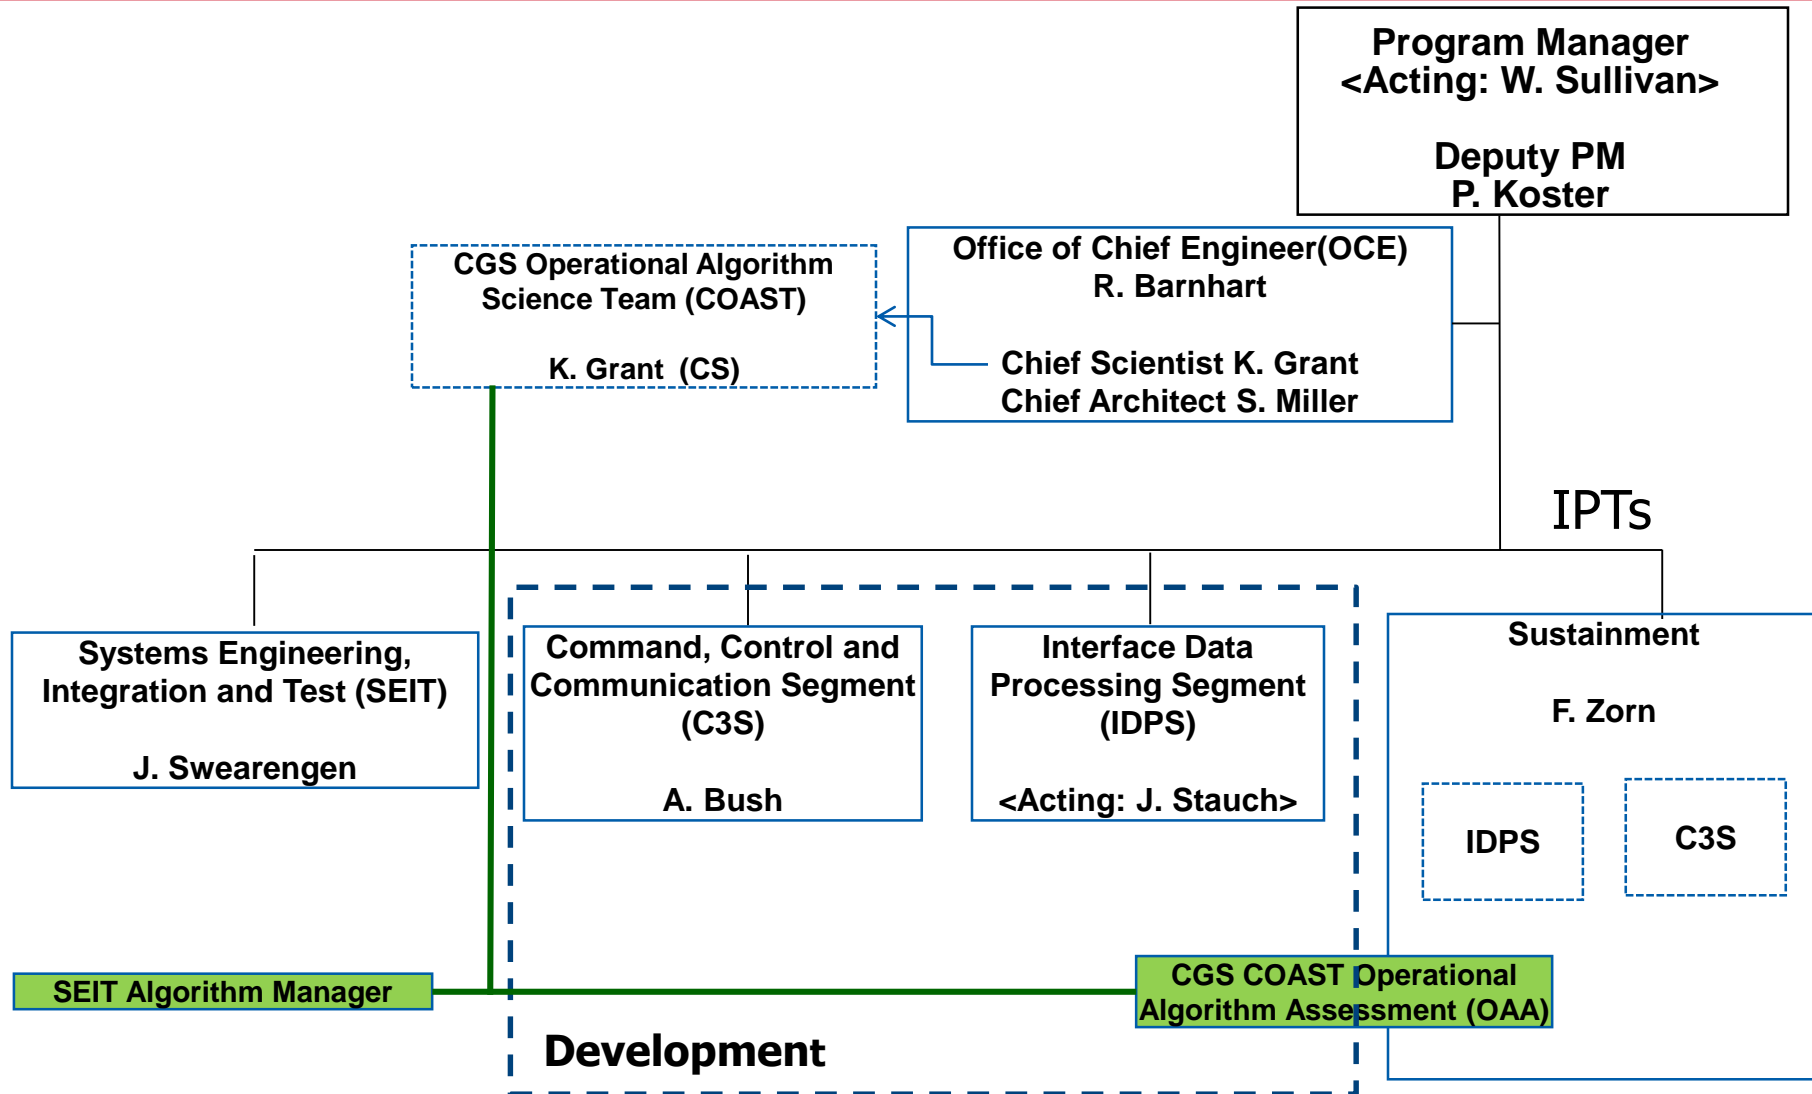 Program Manager
<Acting: W. Sullivan>
Deputy PM
P. Koster
CGS Operational Algorithm
Science Team (COAST)
K. Grant (CS)
Office of Chief Engineer(OCE)
R. Barnhart
Chief Scientist K. Grant
Chief Architect S. Miller
IPTs
Systems Engineering,
Integration and Test (SEIT)
J. Swearengen
Command, Control and
Communication Segment
(C3S)
A. Bush
Interface Data
Processing Segment
(IDPS)
<Acting: J. Stauch>
Sustainment
F. Zorn
IDPS
C3S
SEIT Algorithm Manager
CGS COAST Operational
Algorithm Assessment (OAA)
Development